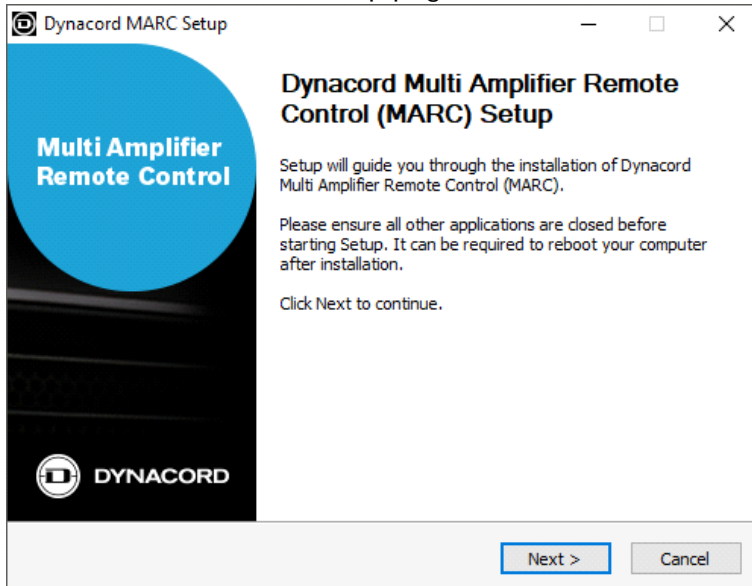 Dynacord MARC Setup
Dynacord Multi Amplifier Remote
Control (MARC) Setup
Multi Amplifier
Remote Control
Setup will guide you through the installation of Dynacord
Multi Amplifier Remote Control (MARC).
Please ensure all other applications are closed before
starting Setup. It can be required to reboot your computer
after installation.
Click Next to continue.
DYNACORD
Next >
Cancel